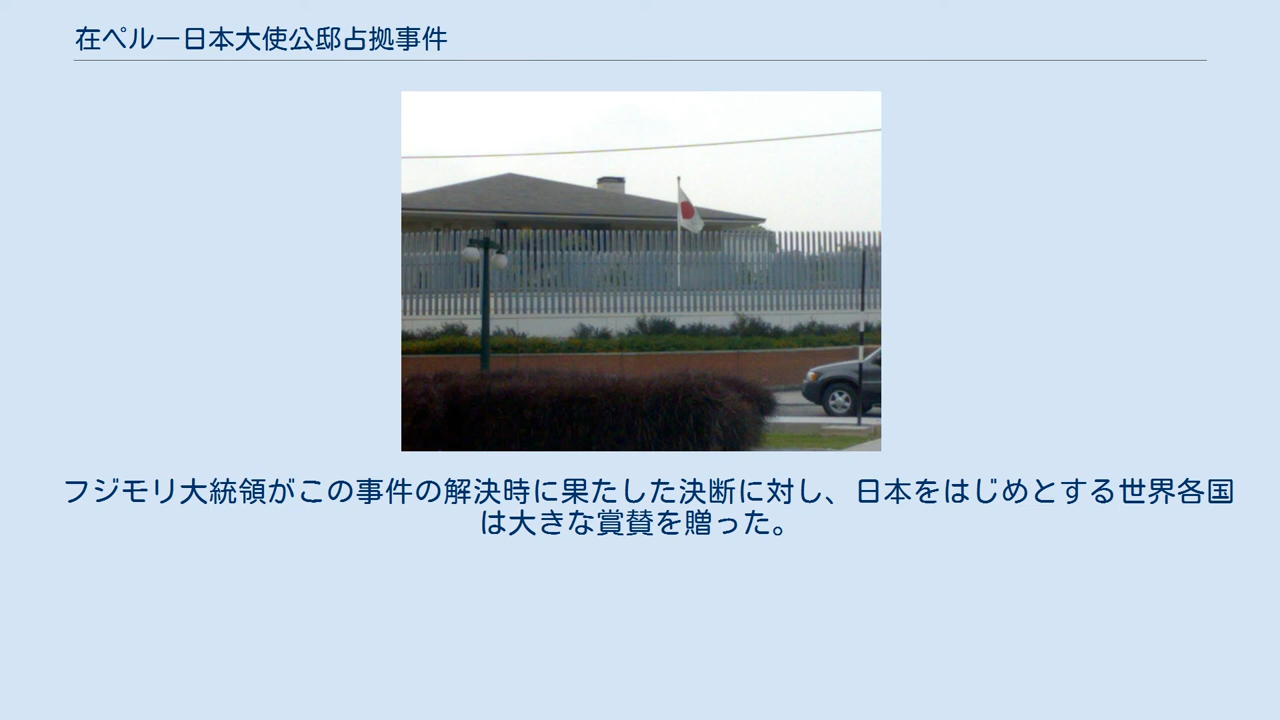 在ペルー日本大使公邸占拠事件
フジモリ大統領がこの事件の解決時に果たした決断に対し、日本をはじめとする世界各国
は大きな賞賛を贈った。